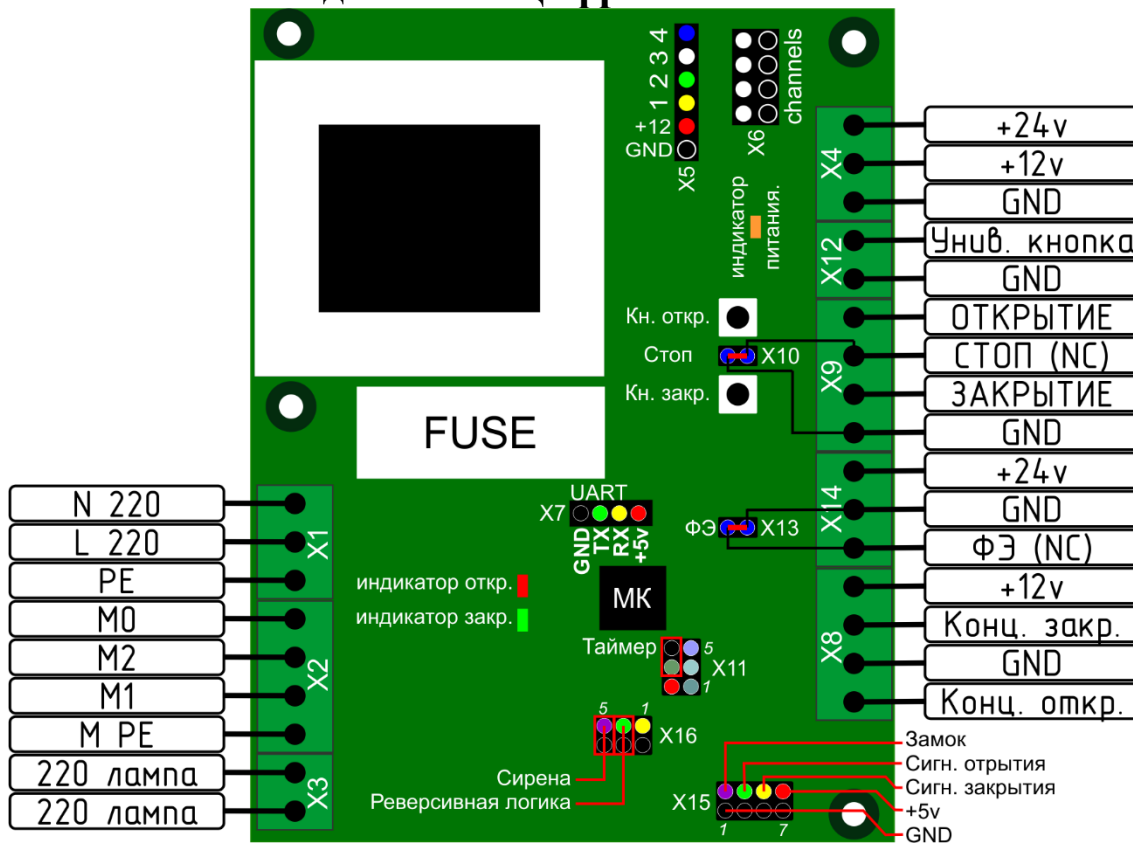 4
3
2
1
+12
GND
X5
channels
X6
индикатор
питания.
Кн. откр.
Стоп
X10
Кн. закр.
FUSE
UART
X7
GND
TX
RX
+5v
ФЭ
X13
индикатор откр.
индикатор закр.
МК
Таймер
5
X11
1
5
1
X16
Сирена
Реверсивная логика
X15
1
7
Замок
Сигн. отрытия
Сигн. закрытия
+5v
GND
N 220
L 220
PE
X1
M0
M2
M1
M PE
X2
220 лампа
220 лампа
X3
+24v
+12v
GND
X4
Унив. кнопка
GND
X12
ОТКРЫТИЕ
СТОП (NC)
ЗАКРЫТИЕ
GND
X9
+24v
GND
ФЭ (NC)
X14
+12v
Конц. закр.
GND
Конц. откр.
X8